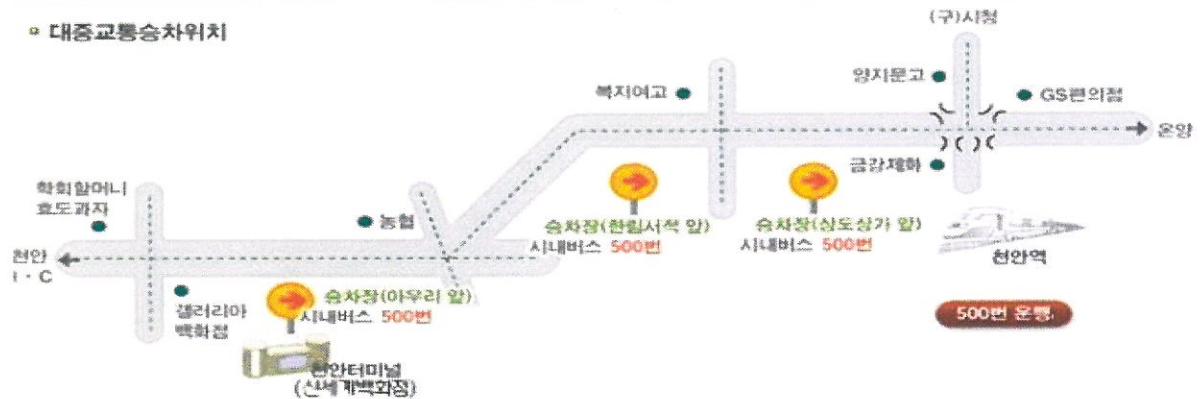 대중교통승차위치
(구)시청
복지여고
양지문고
GS편의점
온양
금강제화
학회할머니
효도과자
농협
승차장(한림서적 앞)
시내버스 500번
승차장(상도상가 앞)
시내버스 500번
천안역
천안
I·C
갤러리아
백화점
승차장(아우리 앞)
시내버스 500번
500번 운행
천안터미널
(신세계백화점)